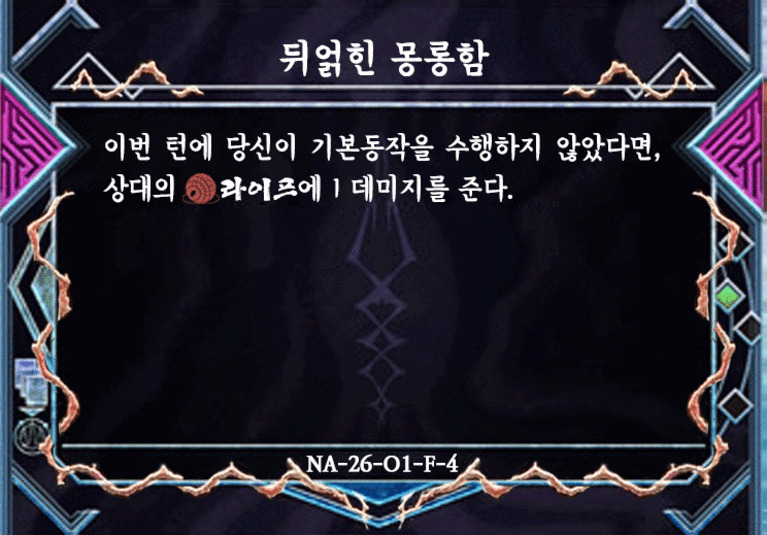 뒤얽힌 몽롱함
이번 턴에 당신이 기본동작을 수행하지 않았다면,
상대의 라이프에 1 데미지를 준다.
NA-26-O1-F-4